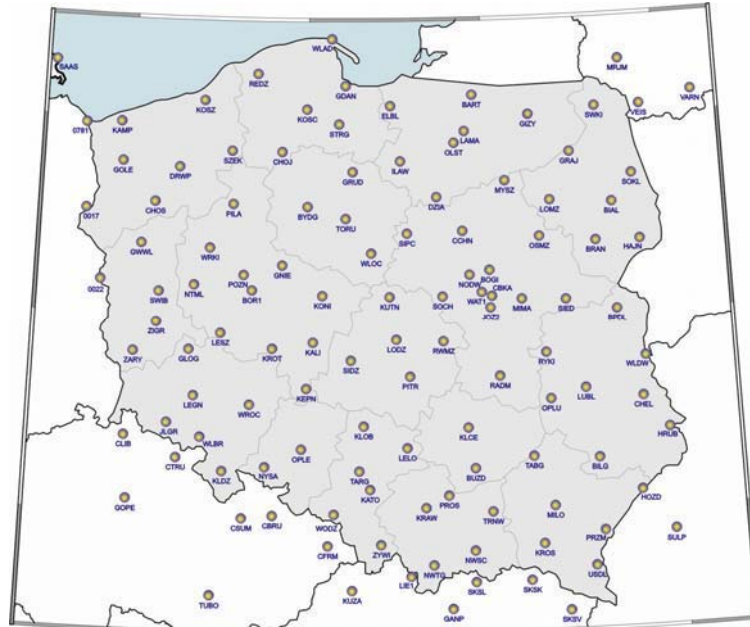 WLAD
SAAS
MRJM
REDZ
GDAN
VARN
KOSZ
BART
0781
KAMP
KOSC
ELBL
GIZY
SWKI
VEIS
STRG
LAMA
OLST
GOLE
DRWP
SZEK
CHOJ
ILAW
GRAJ
GRUD
MYSZ
SOKL
0017
CHOS
PILA
BYDG
TORU
DZIA
LOMZ
BIAL
GWWL
WRKI
SIPC
CCHN
OSMZ
BRAN
HAJN
WLOC
GNIE
0022
SWIB
NTML
POZN
BOR1
KONI
KUTN
SOCH
NODW
BOGI
CBKA
WAT1
JOZ2
MIMA
SIED
BPDL
ZIGR
LESZ
ZARY
GLOG
KROT
KALI
SIDZ
LODZ
RWMZ
RYKI
WLDW
PITR
RADM
KEPN
LEGN
WROC
OPLU
LUBL
CHEL
CLIB
JLGR
WLBR
KLOB
KLCE
HRUB
CTRU
KLDZ
NYSA
OPLE
LELO
TABG
BILG
BUZD
TARG
KATO
GOPE
HOZD
KRAW
PROS
TRNW
MILO
CSUM
CBRU
WODZ
PRZM
SULP
CFRM
ZYWI
NWSC
KROS
LIE1
NWTG
USDL
TUBO
KUZA
SKSL
SKSK
GANP
SKSV